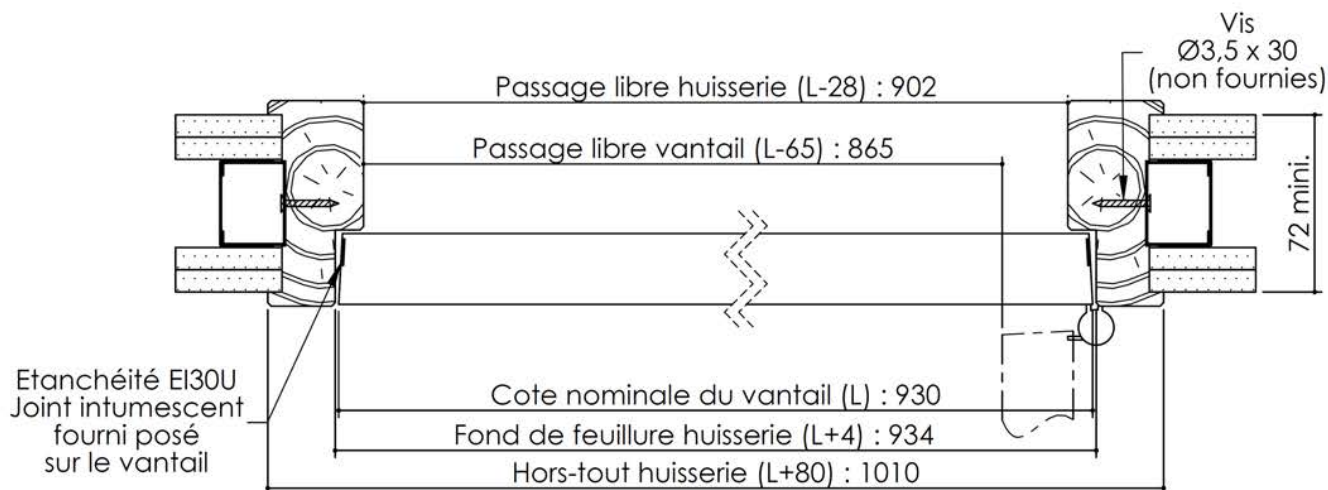 Vis
Ø3,5 x 30
(non fournies)
Passage libre huisserie (L-28) : 902
Passage libre vantail (L-65) : 865
72 mini.
Etanchéité EI30U
Joint intumescent
fourni posé
sur le vantail
Cote nominale du vantail (L) : 930
Fond de feuillure huisserie (L+4) : 934
Hors-tout huisserie (L+80) : 1010